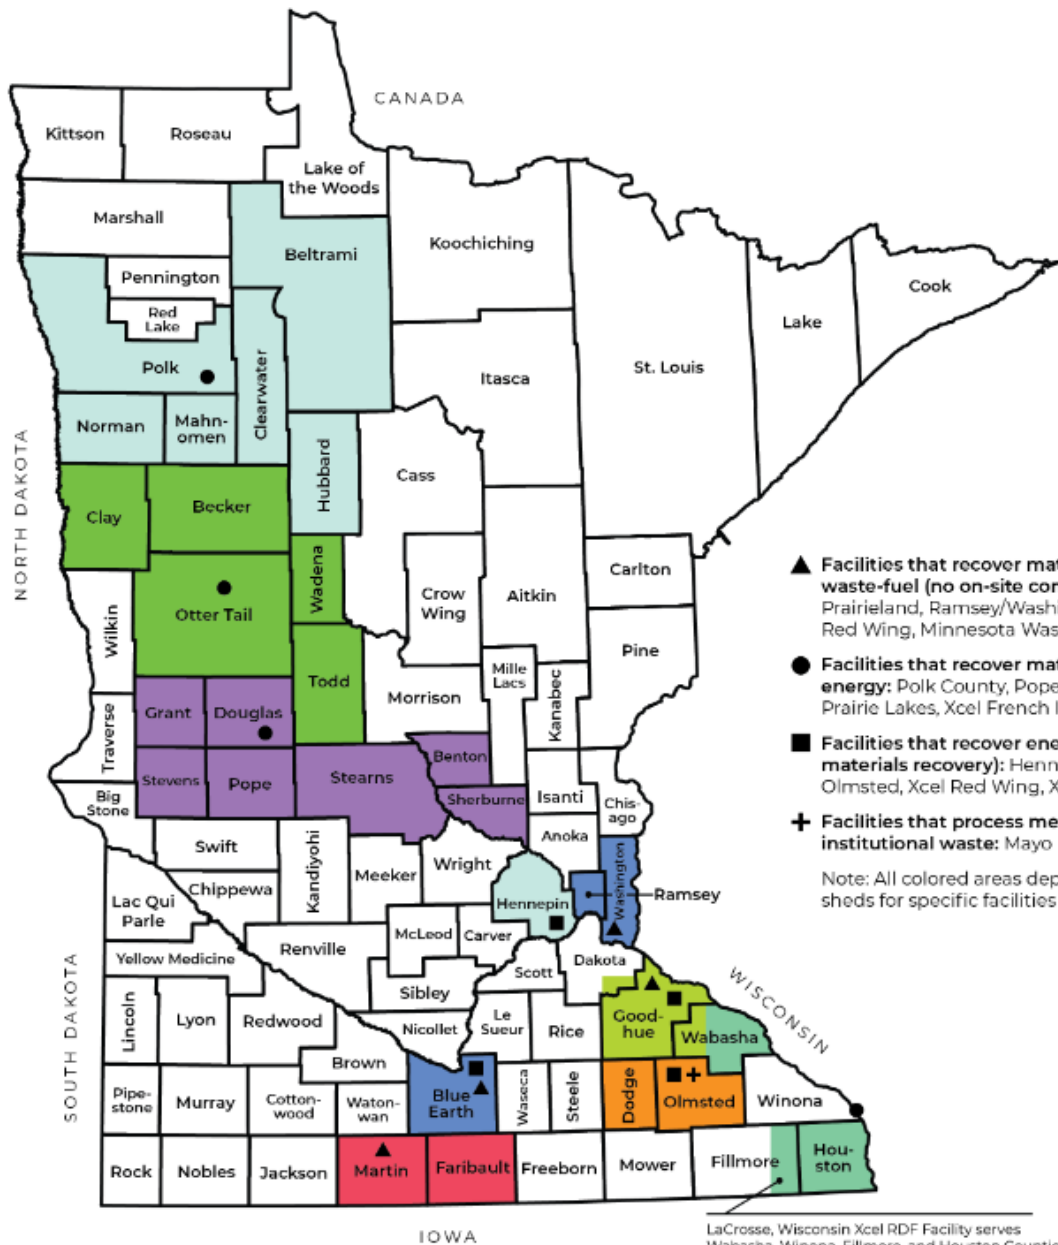 CANADA
Kittson
Roseau
Lake of
the Woods
Marshall
Koochiching
Beltrami
Pennington
Cook
Red
Lake
Lake
Polk
St. Louis
Itasca
Clearwater
Norman
Mahn-
omen
Hubbard
Cass
NORTH DAKOTA
Becker
Clay
Wadena
Carlton
Otter Tail
Crow
Wing
Aitkin
Wilkin
Pine
Mille
Lacs
Kanabec
Todd
Morrison
Grant
Douglas
Traverse
Stevens
Pope
Stearns
Benton
Sherburne
Big
Stone
Isanti
Chis-
ago
Swift
Kandiyohi
Anoka
Meeker
Wright
Washington
Chippewa
Lac Qui
Parle
Hennepin
Ramsey
McLeod
Carver
Renville
Yellow Medicine
Dakota
Scott
Sibley
WISCONSIN
SOUTH DAKOTA
Lincoln
Lyon
Redwood
Nicollet
Le
Sueur
Rice
Good-
hue
Wabasha
Brown
Pipe-
stone
Murray
Cotton-
wood
Waton-
wan
Blue
Earth
Waseca
Steele
Dodge
Olmsted
Winona
Rock
Nobles
Jackson
Martin
Faribault
Freeborn
Mower
Fillmore
Hou-
ston
IOWA
Facilities that recover mat
waste-fuel (no on-site con
Prairieland, Ramsey/Washi
Red Wing, Minnesota Was
Facilities that recover mat
energy: Polk County, Pope
Prairie Lakes, Xcel French I
Facilities that recover ene
materials recovery): Henn
Olmsted, Xcel Red Wing, X
Facilities that process me
institutional waste: Mayo
Note: All colored areas dep
sheds for specific facilities
LaCrosse, Wisconsin Xcel RDF Facility serves
Wabasha, Winona, Fillmore, and Houston Countie